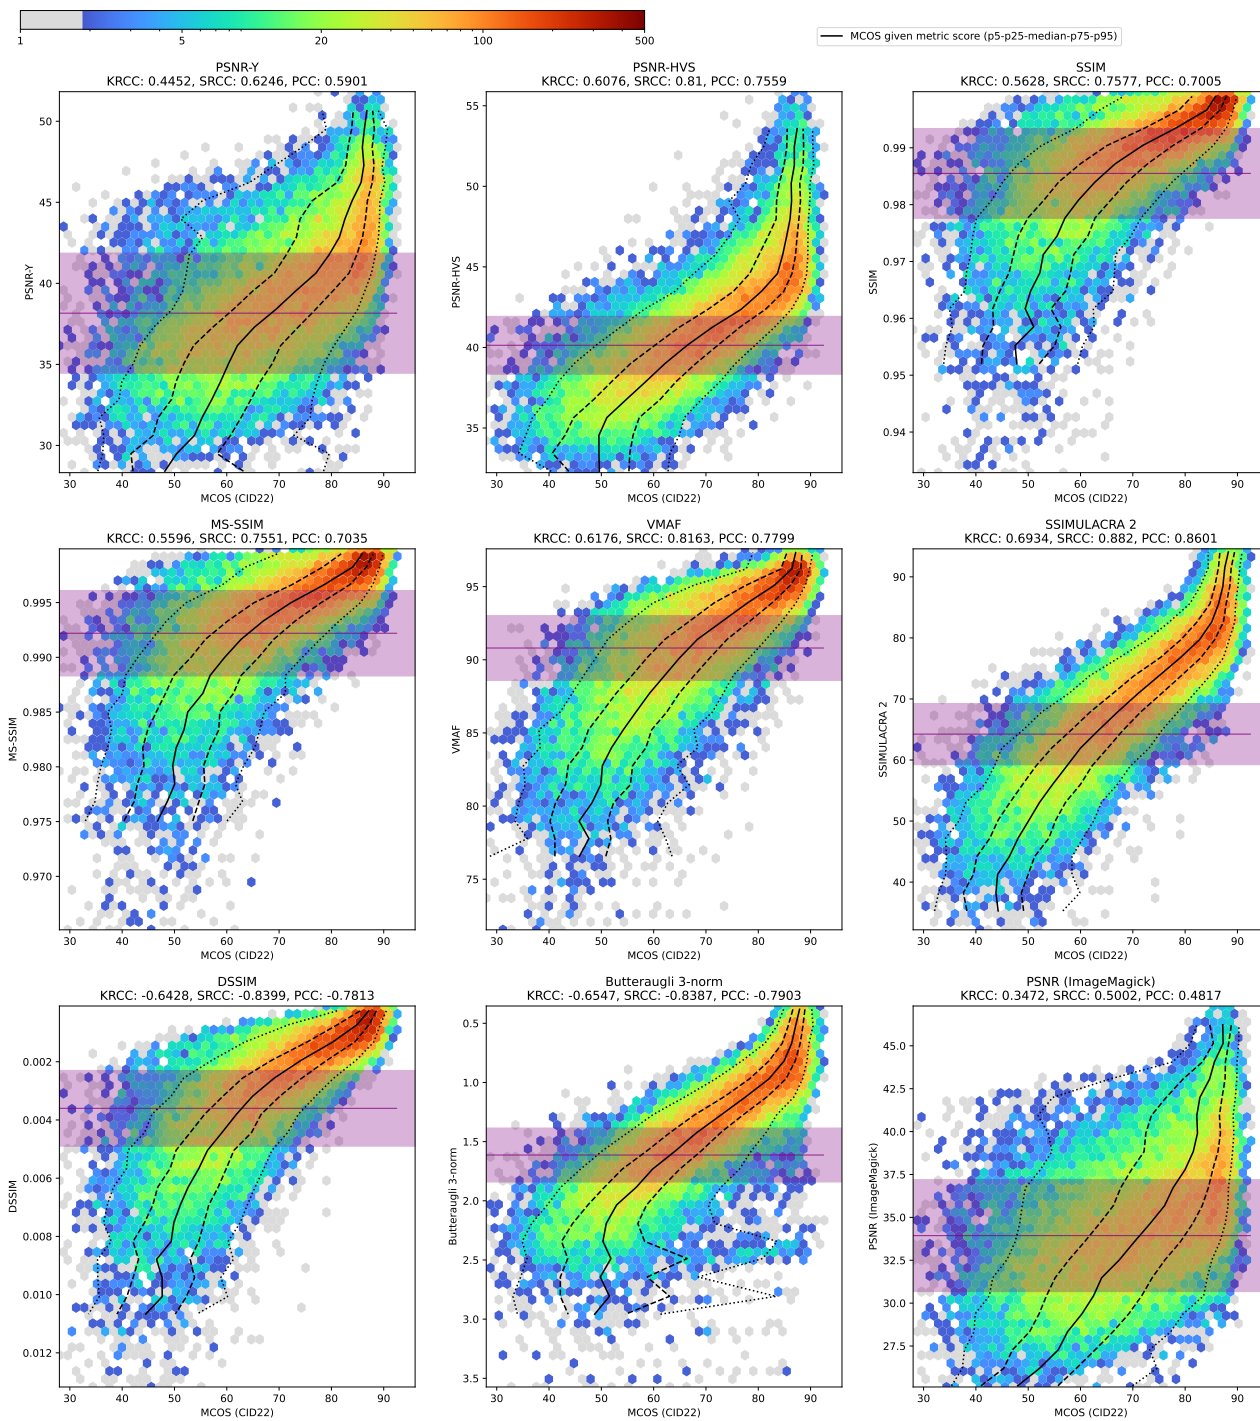 1 5 20 100 500
MCOS given metric score (p5-p25-median-p75-p95)
PSNR-Y
KRCC: 0.4452, SRCC: 0.6246, PCC: 0.5901
50
45
40
35
30
PSNR-Y
30 40 50 60 70 80 90
MCOS (CID22)
PSNR-HVS
KRCC: 0.6076, SRCC: 0.81, PCC: 0.7559
55
50
45
40
35
PSNR-HVS
30 40 50 60 70 80 90
MCOS (CID22)
SSIM
KRCC: 0.5628, SRCC: 0.7577, PCC: 0.7005
0.99
0.98
0.97
0.96
0.95
0.94
SSIM
30 40 50 60 70 80 90
MCOS (CID22)
MS-SSIM
KRCC: 0.5596, SRCC: 0.7551, PCC: 0.7035
0.995
0.990
0.985
0.980
0.975
0.970
MS-SSIM
30 40 50 60 70 80 90
MCOS (CID22)
VMAF
KRCC: 0.6176, SRCC: 0.8163, PCC: 0.7799
95
90
85
80
75
VMAF
30 40 50 60 70 80 90
MCOS (CID22)
SSIMULACRA 2
KRCC: 0.6934, SRCC: 0.882, PCC: 0.8601
90
80
70
60
50
40
SSIMULACRA 2
30 40 50 60 70 80 90
MCOS (CID22)
DSSIM
KRCC: -0.6428, SRCC: -0.8399, PCC: -0.7813
0.002
0.004
0.006
0.008
0.010
0.012
DSSIM
30 40 50 60 70 80 90
MCOS (CID22)
Butteraugli 3-norm
KRCC: -0.6547, SRCC: -0.8387, PCC: -0.7903
0.5
1.0
1.5
2.0
2.5
3.0
3.5
Butteraugli 3-norm
30 40 50 60 70 80 90
MCOS (CID22)
PSNR (ImageMagick)
KRCC: 0.3472, SRCC: 0.5002, PCC: 0.4817
45.0
42.5
40.0
37.5
35.0
32.5
30.0
27.5
PSNR (ImageMagick)
30 40 50 60 70 80 90
MCOS (CID22)